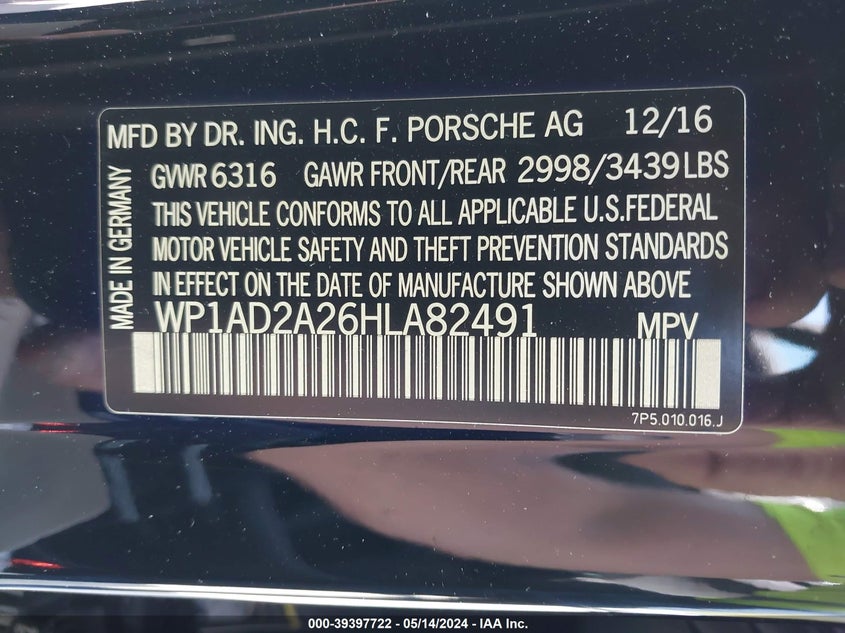 MFD BY DR. ING. H.C. F. PORSCHE AG 12/16
GVWR 6316 GAWR FRONT/REAR 2998/3439 LBS
THIS VEHICLE CONFORMS TO ALL APPLICABLE U.S.FEDERAL
MOTOR VEHICLE SAFETY AND THEFT PREVENTION STANDARDS
IN EFFECT ON THE DATE OF MANUFACTURE SHOWN ABOVE
WP1AD2A26HLA82491 MPV
MADE IN GERMANY
7P5.010.016.J
000-39397722 - 05/14/2024 - IAA Inc.